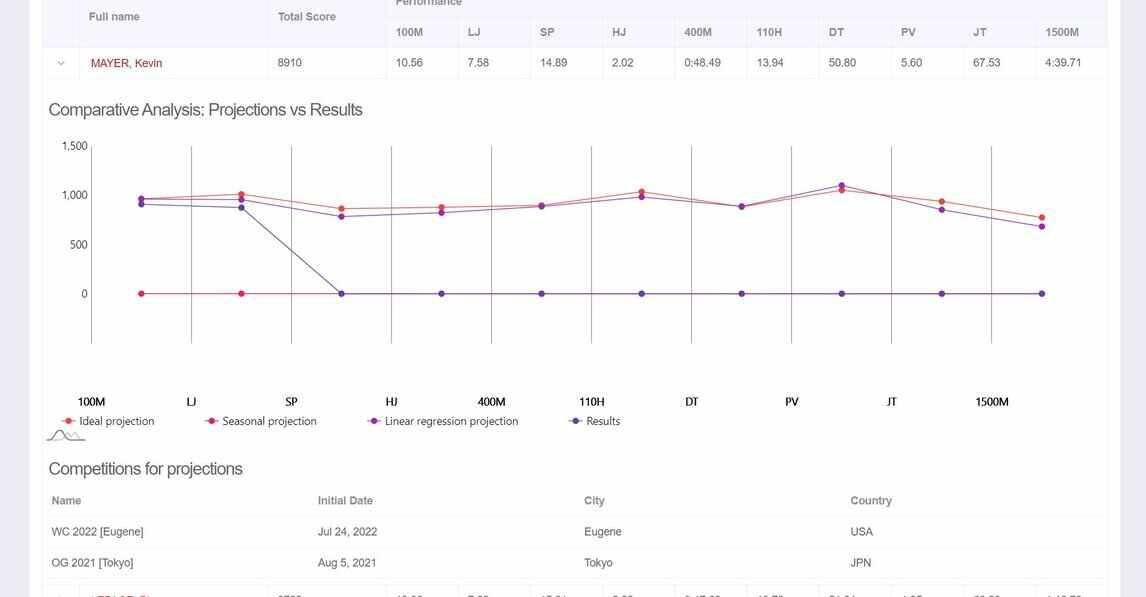 Performance
Full name Total Score
100M LJ SP HJ 400M 110H DT PV JT 1500M
MAYER, Kevin 8910 10.56 7.58 14.89 2.02 0:48.49 13.94 50.80 5.60 67.53 4:39.71
Comparative Analysis: Projections vs Results
1,500
1,000
500
0
100M LJ SP HJ 400M 110H DT PV JT 1500M
Ideal projection Seasonal projection Linear regression projection Results
Competitions for projections
Name Initial Date City Country
WC 2022 [Eugene] Jul 24, 2022 Eugene USA
OG 2021 [Tokyo] Aug 5, 2021 Tokyo JPN